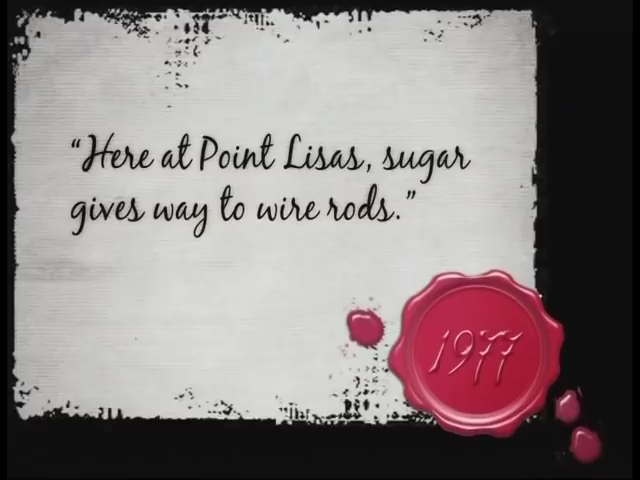 “Here at Point Lisas, sugar
gives way to wire rods.”
1977